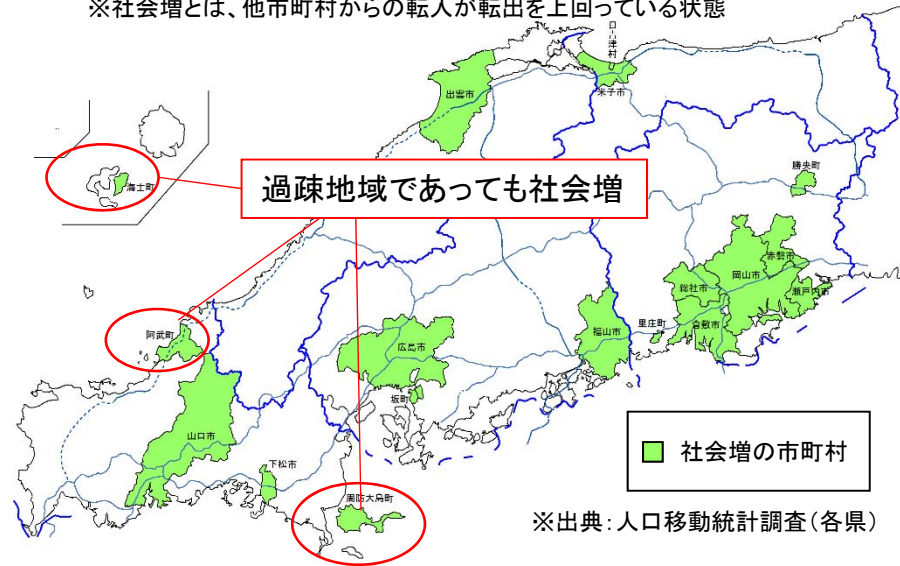 ※社会増とは、他市町村からの転入が転出を上回っている状態
日吉津村
出雲市
米子市
海士町
勝央町
過疎地域であっても社会増
赤磐市
岡山市
総社市
瀬戸内市
阿武町
福山市
里庄町
倉敷市
広島市
坂町
山口市
社会増の市町村
下松市
周防大島町
※出典：人口移動統計調査（各県）